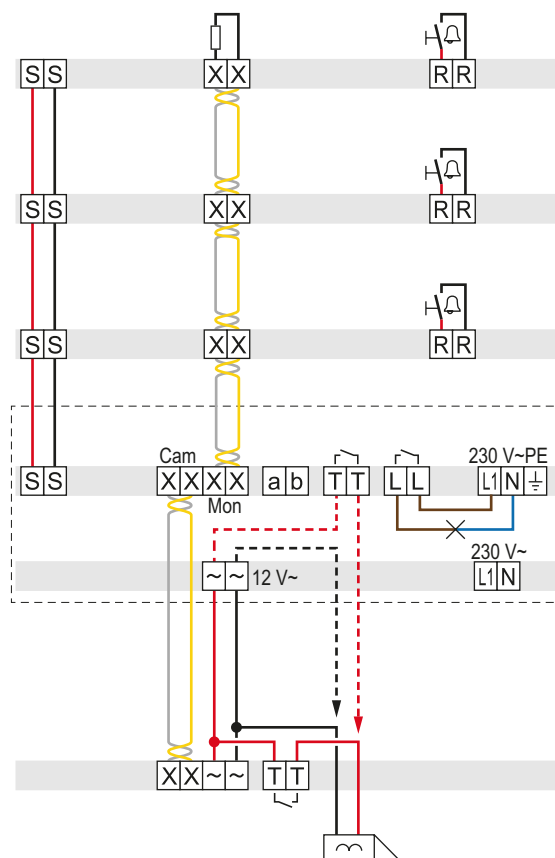 S S X X R R
S S X X R R
S S X X R R
Cam 230 V~PE
S S X X X X a b T T L L L1 N
Mon
230 V~
~ ~ 12 V~ L1 N
X X ~ ~ T T